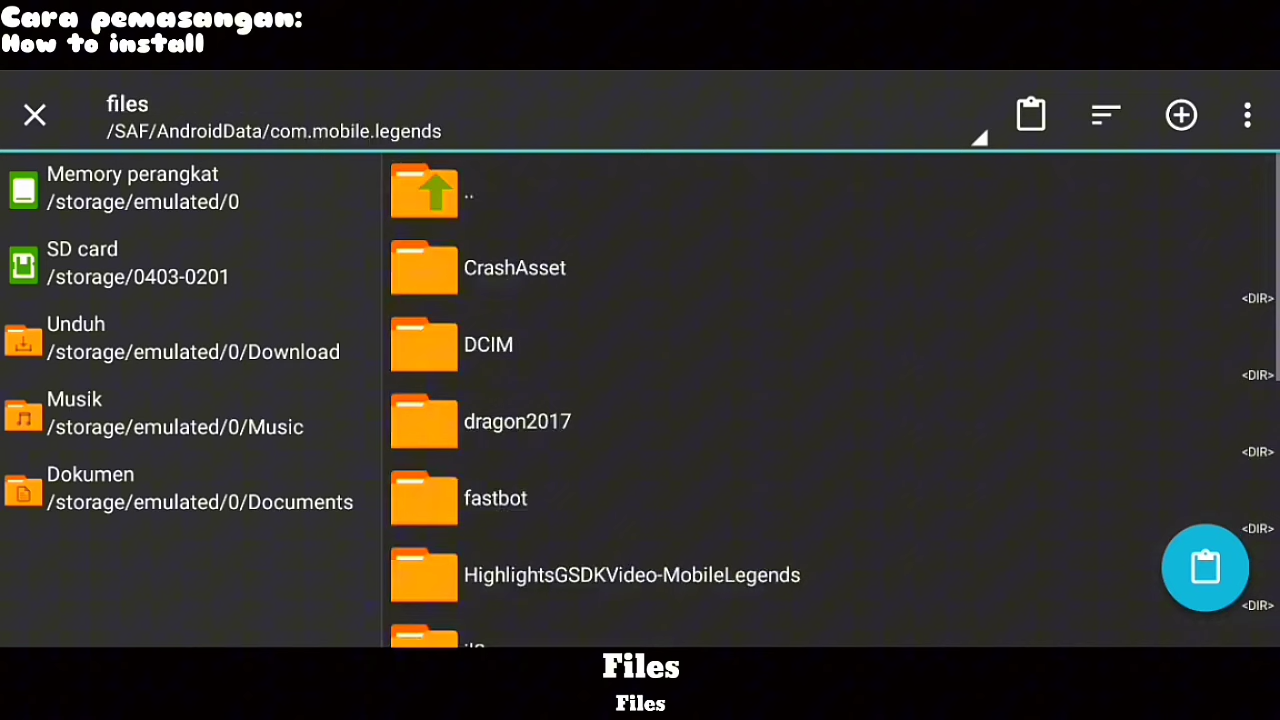 Cara pemasangan:
How to install
files
/SAF/AndroidData/com.mobile.legends
Memory perangkat
/storage/emulated/0
SD card
/storage/0403-0201
Unduh
/storage/emulated/0/Download
Musik
/storage/emulated/0/Music
Dokumen
/storage/emulated/0/Documents
..
CrashAsset
<DIR>
DCIM
<DIR>
dragon2017
<DIR>
fastbot
<DIR>
HighlightsGSDKVideo-MobileLegends
<DIR>
Files
Files